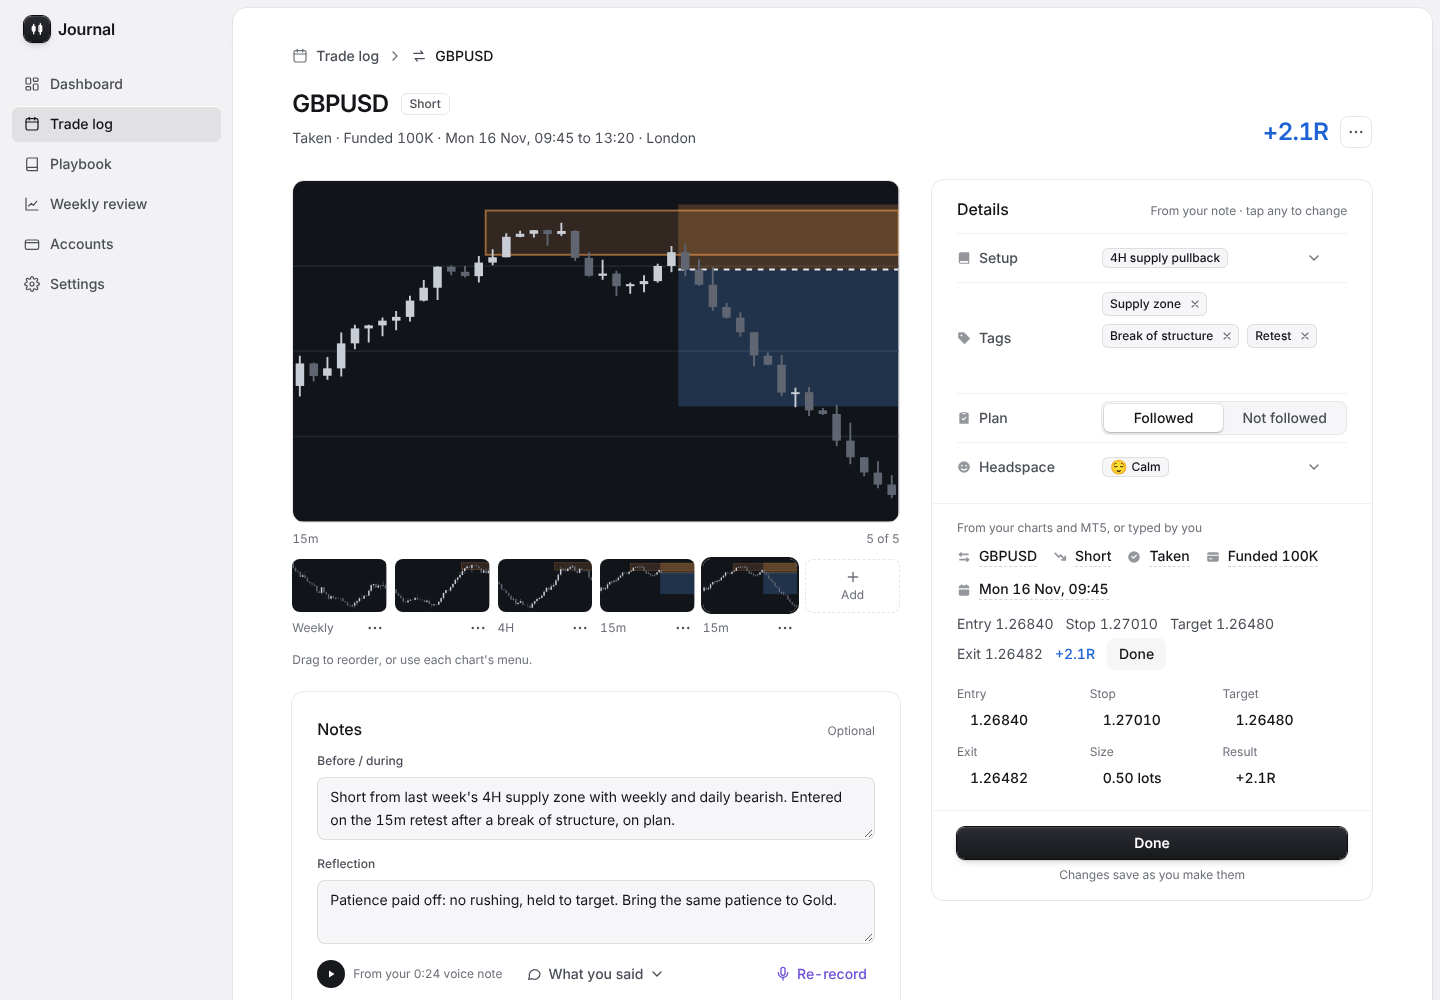 Journal
Dashboard
Trade log
Playbook
Weekly review
Accounts
Settings
Trade log > GBPUSD
GBPUSD Short
Taken · Funded 100K · Mon 16 Nov, 09:45 to 13:20 · London
+2.1R
15m 5 of 5
Add
Weekly 4H 15m 15m
Drag to reorder, or use each chart's menu.
Notes Optional
Before / during
Short from last week's 4H supply zone with weekly and daily bearish. Entered
on the 15m retest after a break of structure, on plan.
Reflection
Patience paid off: no rushing, held to target. Bring the same patience to Gold.
From your 0:24 voice note What you said Re-record
Details From your note · tap any to change
Setup 4H supply pullback
Supply zone ×
Tags Break of structure × Retest ×
Plan Followed Not followed
Headspace 😌 Calm
From your charts and MT5, or typed by you
GBPUSD Short Taken Funded 100K
Mon 16 Nov, 09:45
Entry 1.26840 Stop 1.27010 Target 1.26480
Exit 1.26482 +2.1R Done
Entry Stop Target
1.26840 1.27010 1.26480
Exit Size Result
1.26482 0.50 lots +2.1R
Done
Changes save as you make them